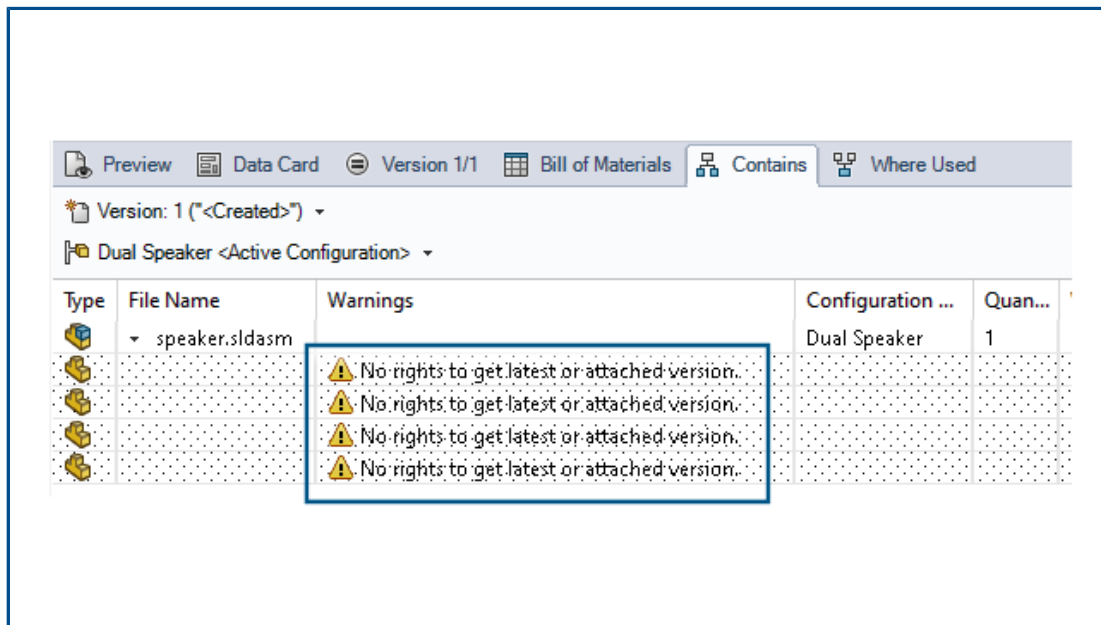 Preview Data Card Version 1/1 Bill of Materials Contains Where Used
Version: 1 ("<Created>")
Dual Speaker <Active Configuration>
Type File Name Warnings Configuration ... Quan...
speaker.sldasm Dual Speaker 1
No rights to get latest or attached version.
No rights to get latest or attached version.
No rights to get latest or attached version.
No rights to get latest or attached version.